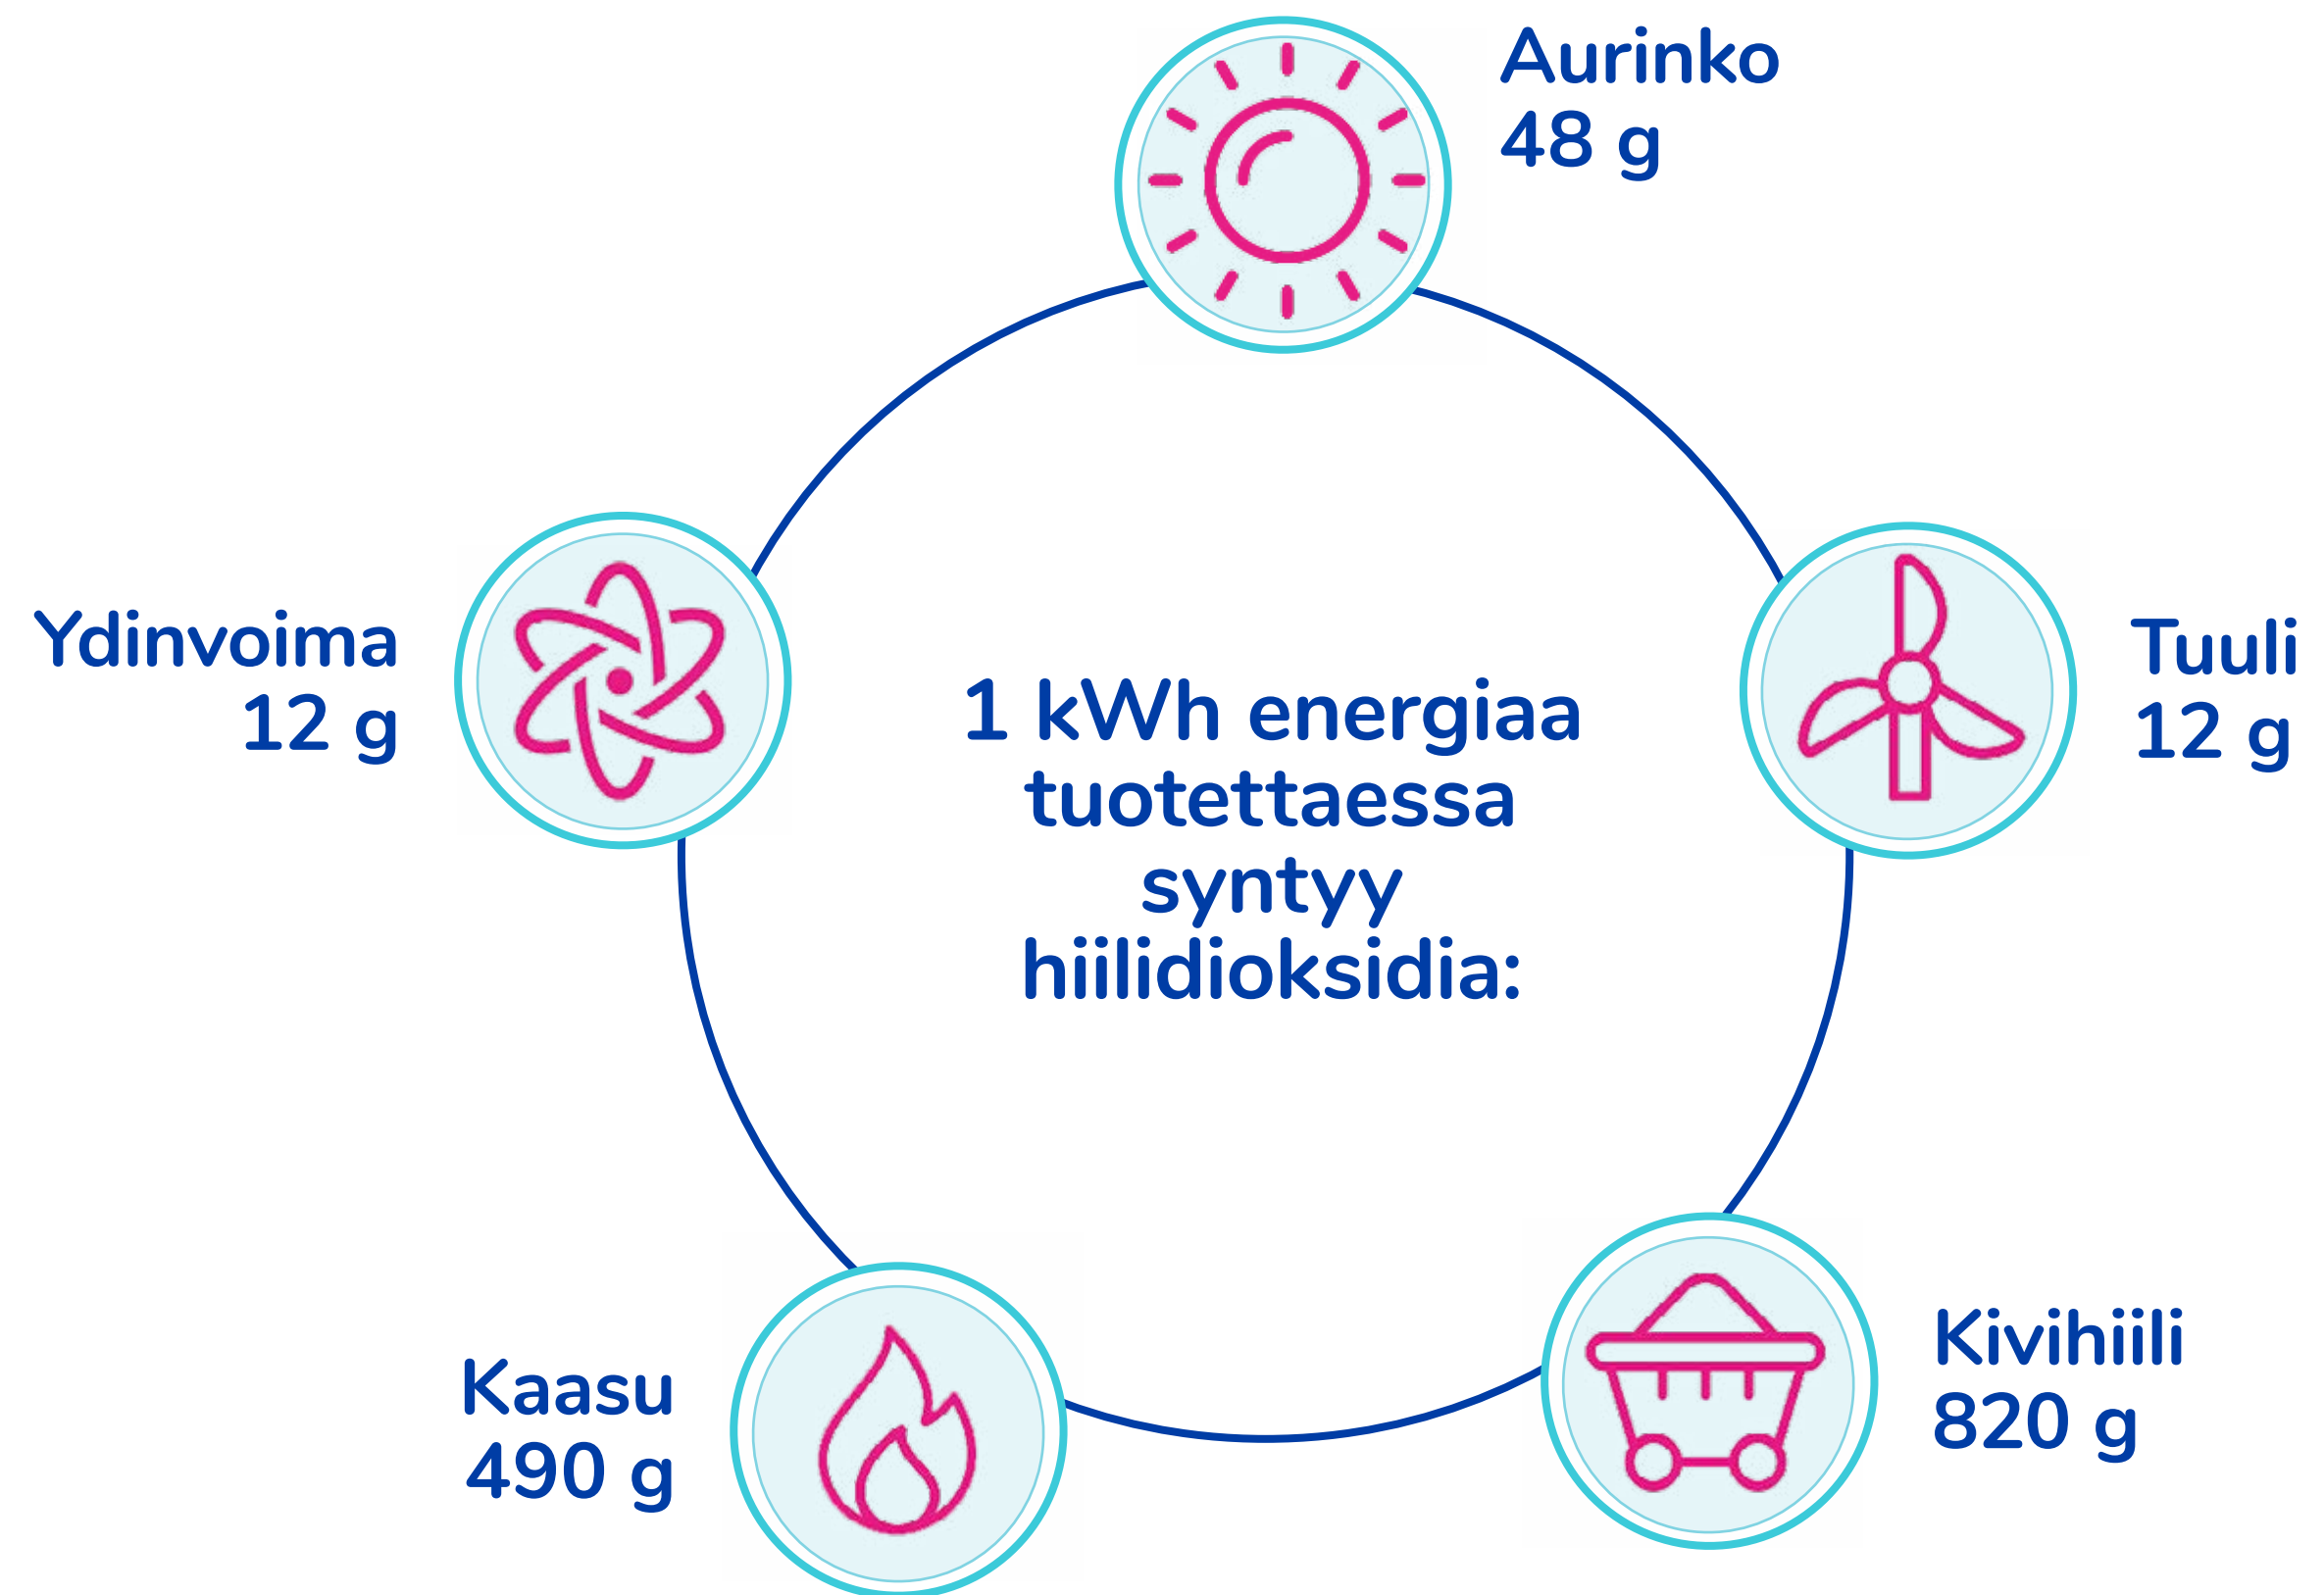 Aurinko
48 g
Ydinvoima
12 g
1 kWh energiaa
tuotettaessa
syntyy
hiilidioksidia:
Tuuli
12 g
Kaasu
490 g
Kivihiili
820 g